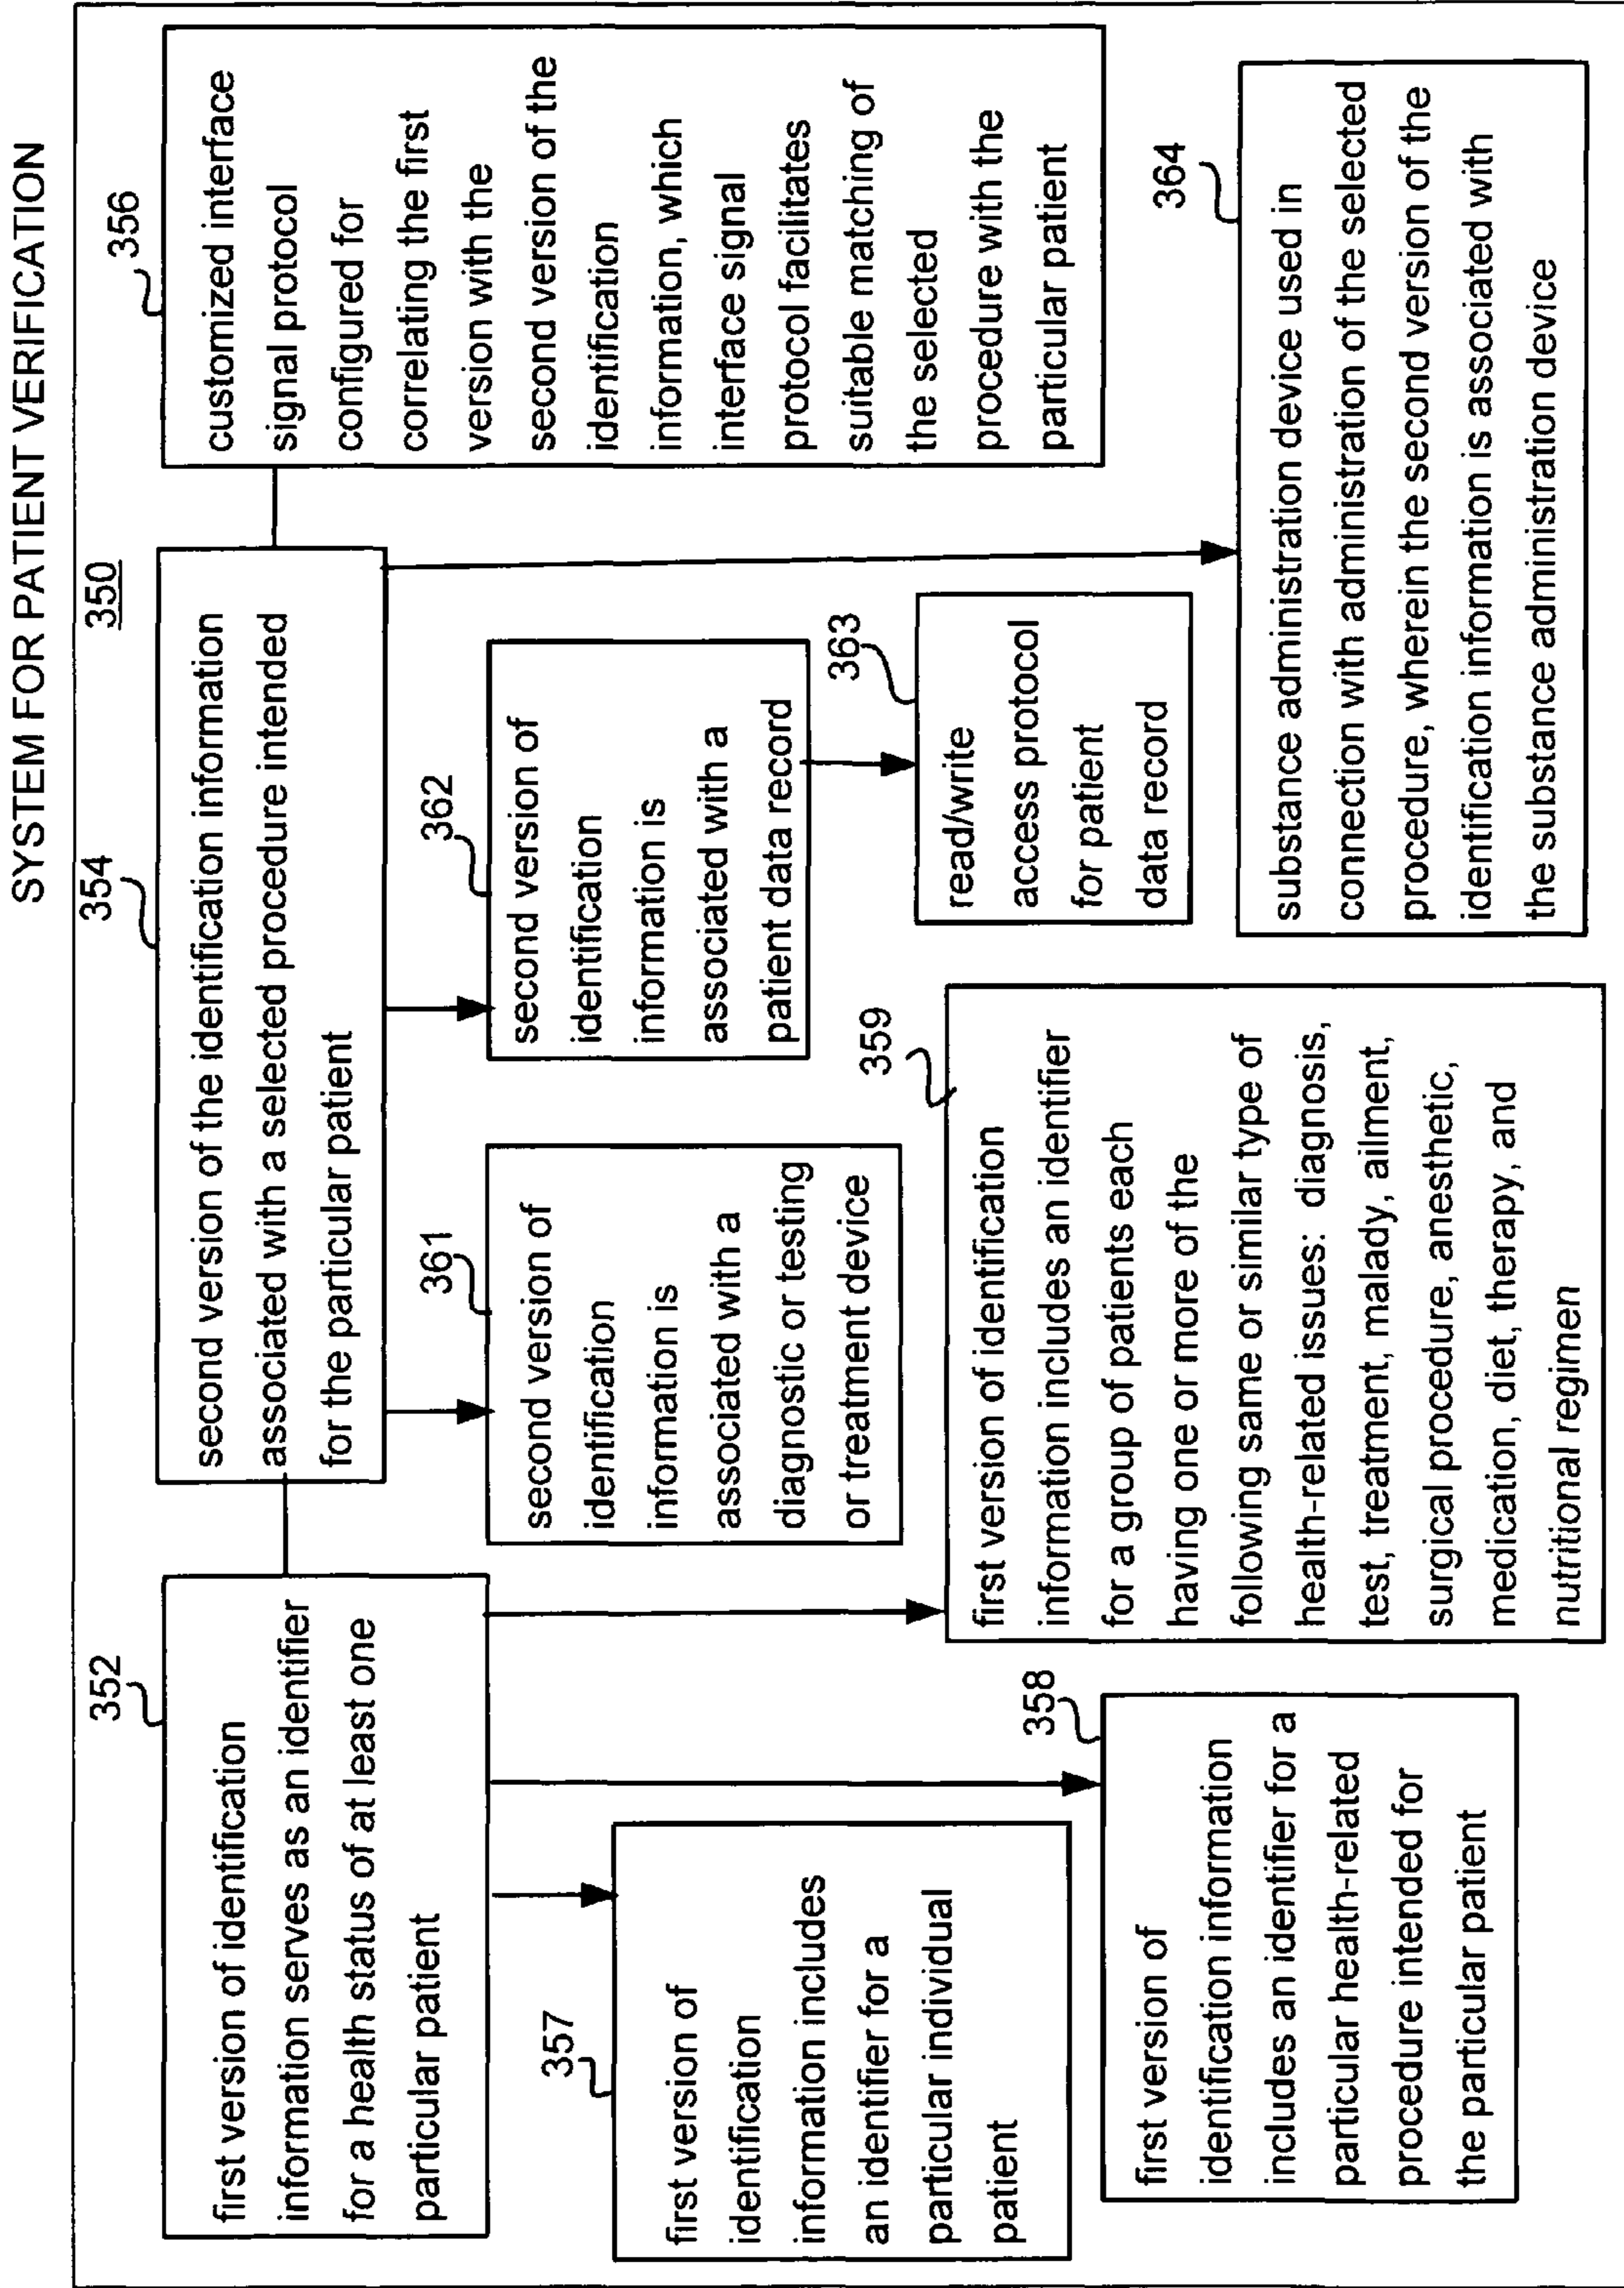 SYSTEM FOR PATIENT VERIFICATION
350
352
first version of identification
information serves as an identifier
for a health status of at least one
particular patient
354
second version of the identification information
associated with a selected procedure intended
for the particular patient
356
customized interface
signal protocol
configured for
correlating the first
version with the
second version of the
identification
information, which
interface signal
protocol facilitates
suitable matching of
the selected
procedure with the
particular patient
357
first version of
identification
information includes
an identifier for a
particular individual
patient
358
first version of
identification information
includes an identifier for a
particular health-related
procedure intended for
the particular patient
359
first version of identification
information includes an identifier
for a group of patients each
having one or more of the
following same or similar type of
health-related issues: diagnosis,
test, treatment, malady, ailment,
surgical procedure, anesthetic,
medication, diet, therapy, and
nutritional regimen
361
second version of
identification
information is
associated with a
diagnostic or testing
or treatment device
362
second version of
identification
information is
associated with a
patient data record
363
read/write
access protocol
for patient
data record
364
substance administration device used in
connection with administration of the selected
procedure, wherein the second version of the
identification information is associated with
the substance administration device